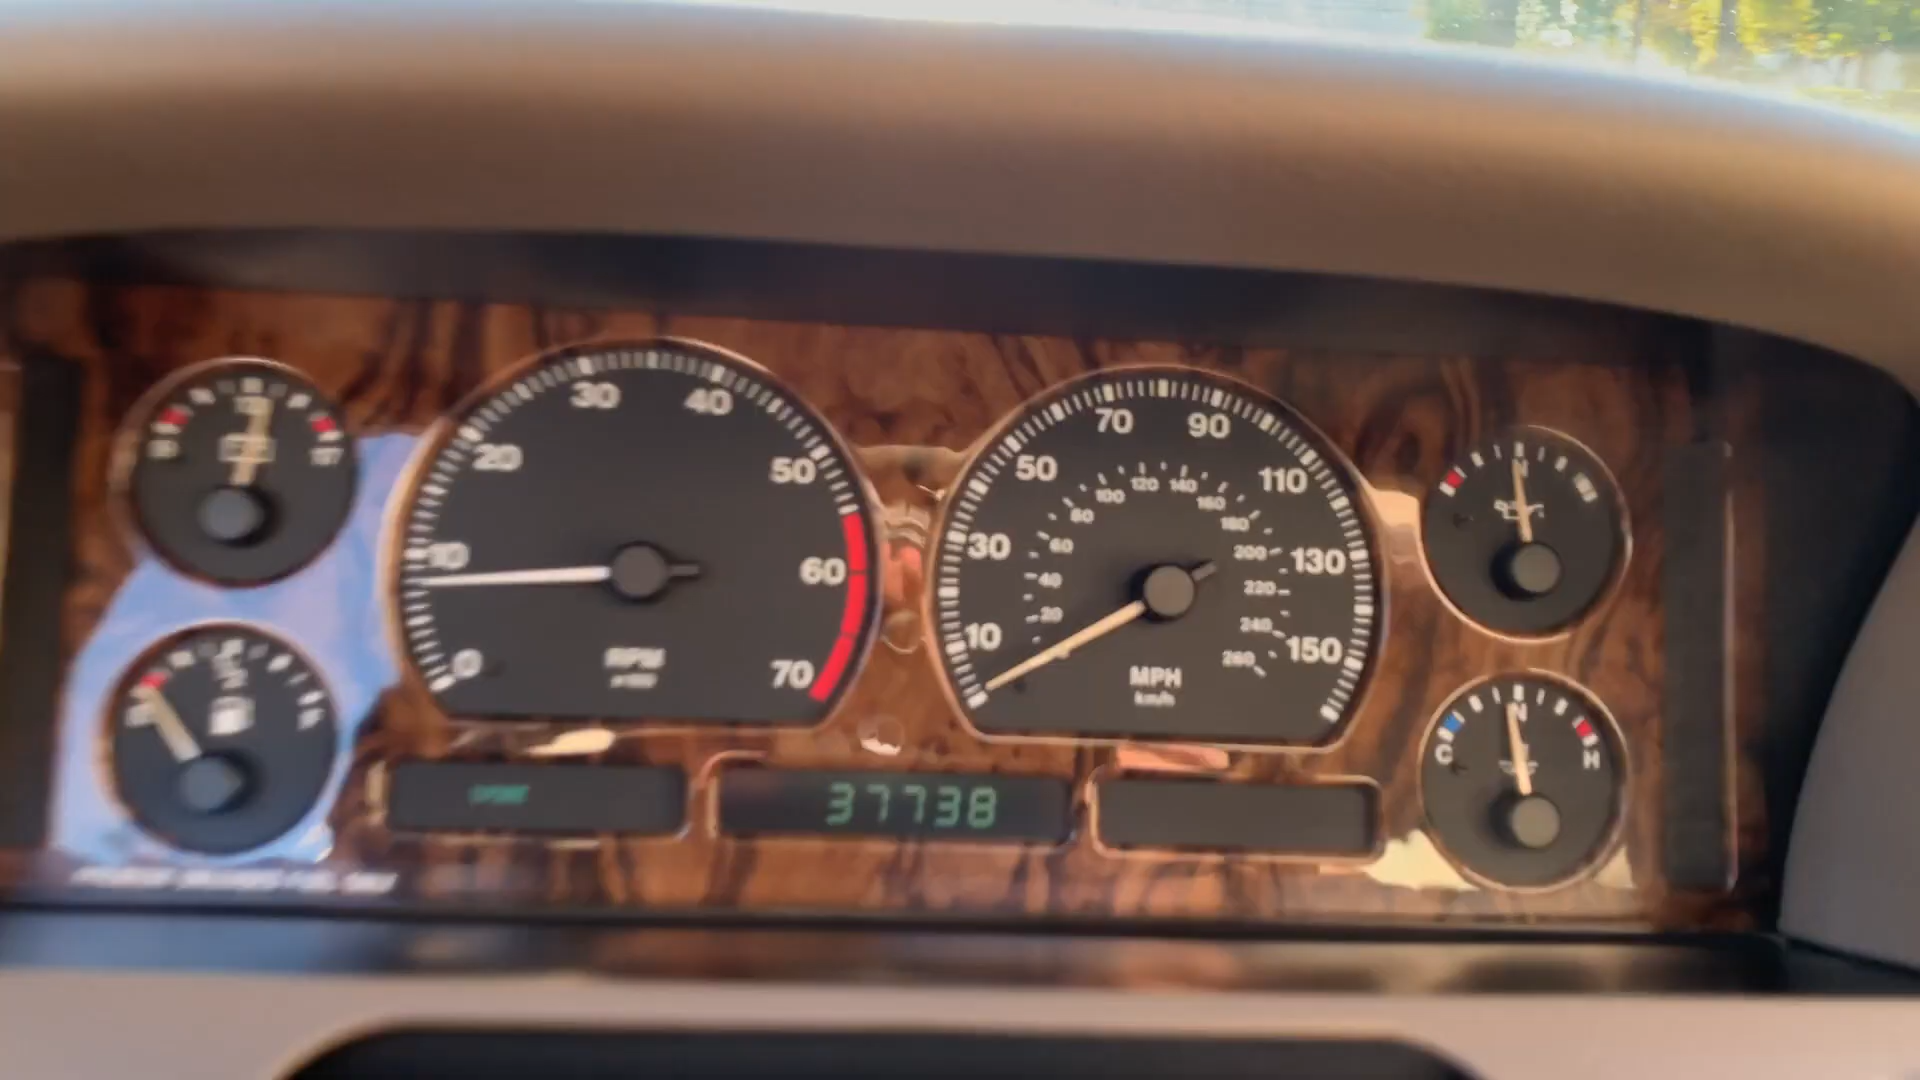 30 40
20 50
10 60
0 70
RPM
70 90
50 110
30 130
10 150
MPH
km/h
20 40 60 80 100 120 140 160 180 200 220 240 260
N
N
C H
SPORT
37738